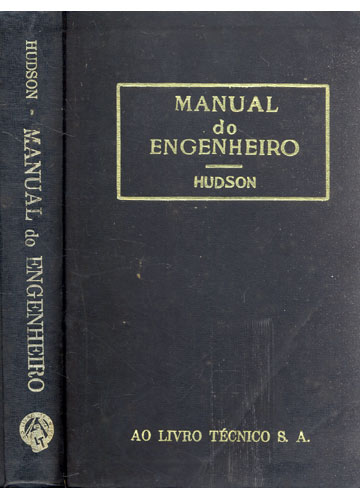 HUDSON - MANUAL do ENGENHEIRO
MANUAL
do
ENGENHEIRO
HUDSON
AO LIVRO TÉCNICO S. A.